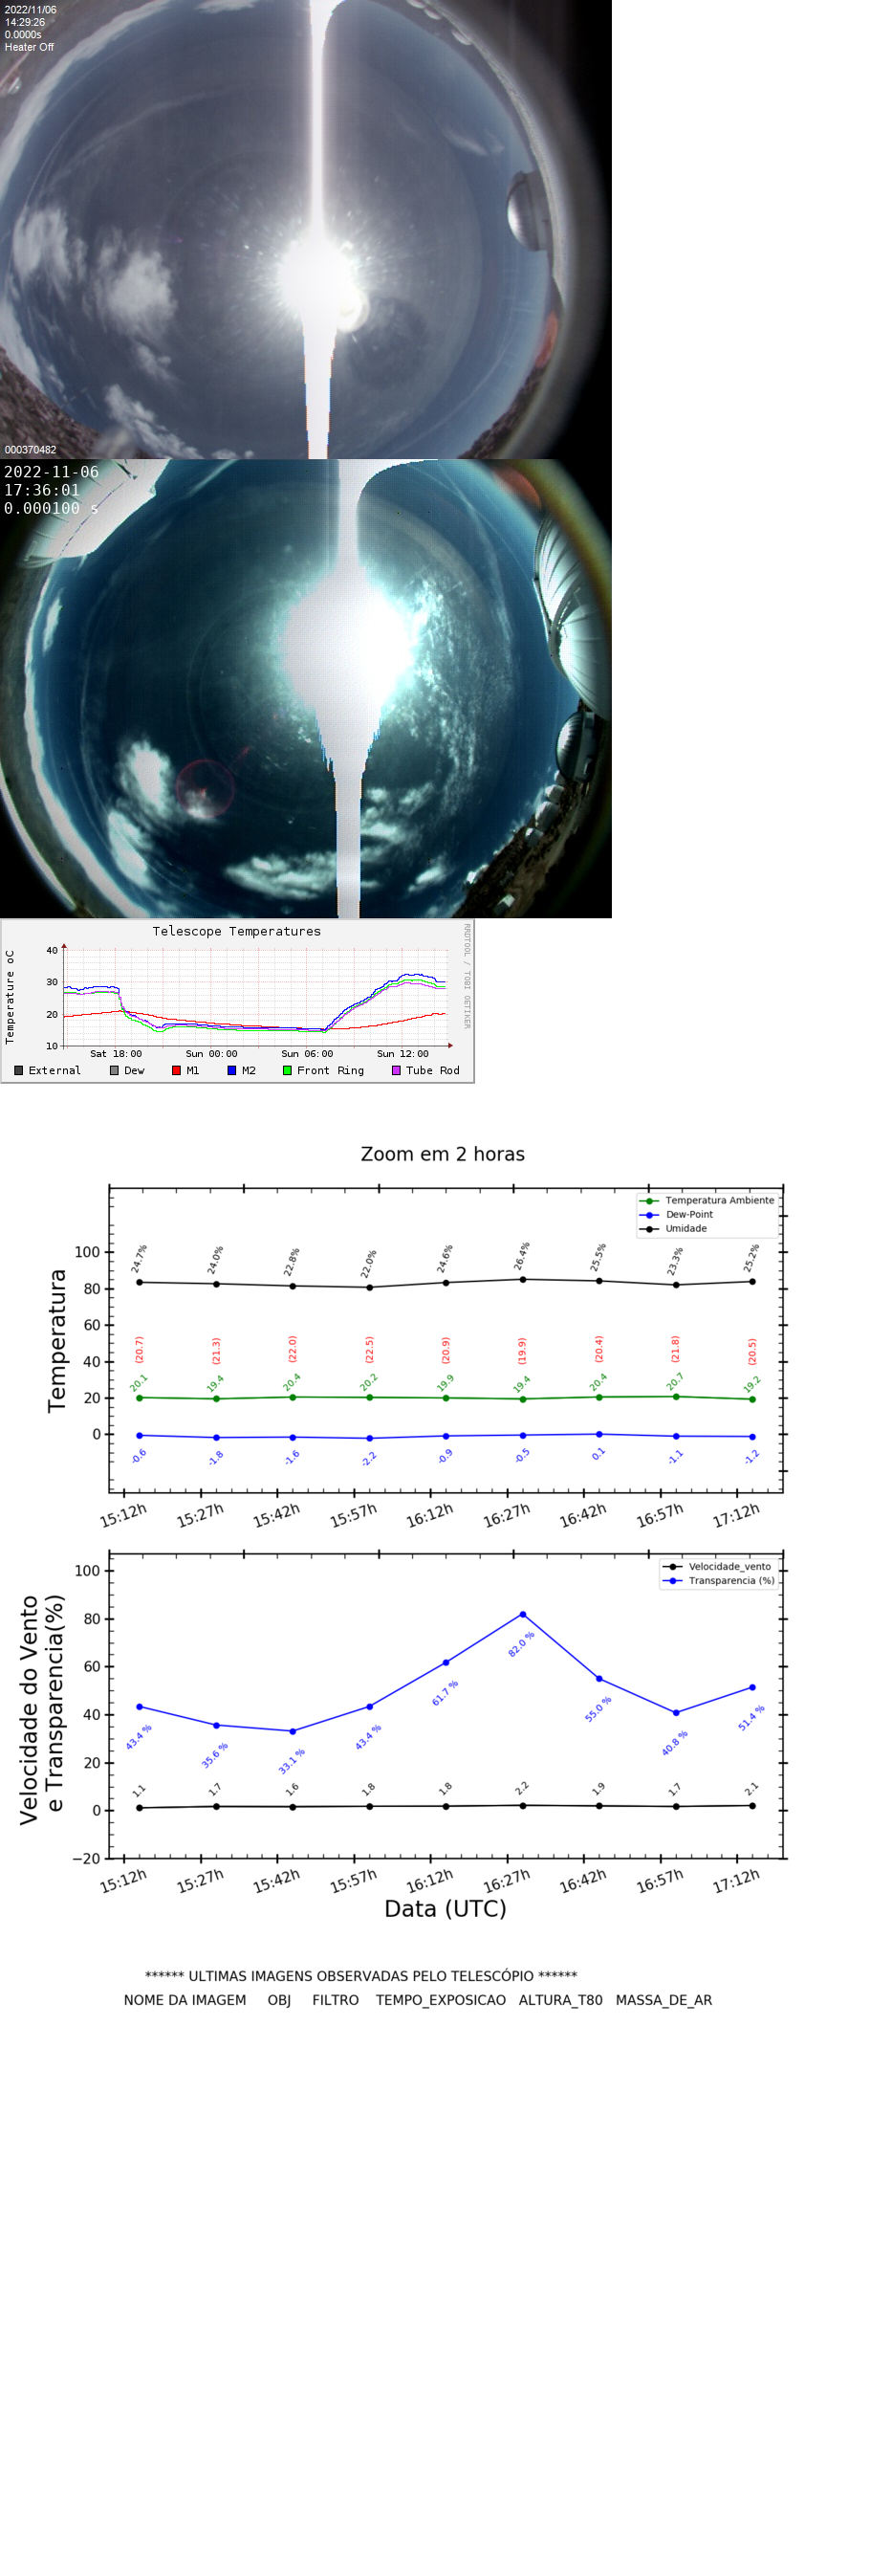 2022/11/06
14:29:26
0.0000s
Heater Off
000370482
2022-11-06
17:36:01
0.000100 s
Telescope Temperatures
RRDTOOL / TOBI OETIKER
Temperature oC
40
30
20
10
Sat 18:00 Sun 00:00 Sun 06:00 Sun 12:00
External Dew M1 M2 Front Ring Tube Rod
Zoom em 2 horas
Temperatura Ambiente
Dew-Point
Umidade
Temperatura
100
80
60
40
20
0
24.7% 24.0% 22.8% 22.0% 24.6% 26.4% 25.5% 23.3% 25.2%
(20.7) (21.3) (22.0) (22.5) (20.9) (19.9) (20.4) (21.8) (20.5)
20.1 19.4 20.4 20.2 19.9 19.4 20.4 20.7 19.2
-0.6 -1.8 -1.6 -2.2 -0.9 -0.5 0.1 -1.1 -1.2
15:12h 15:27h 15:42h 15:57h 16:12h 16:27h 16:42h 16:57h 17:12h
Velocidade_vento
Transparencia (%)
Velocidade do Vento
e Transparencia(%)
100
80
60
40
20
0
−20
43.4 % 35.6 % 33.1 % 43.4 % 61.7 % 82.0 % 55.0 % 40.8 % 51.4 %
1.1 1.7 1.6 1.8 1.8 2.2 1.9 1.7 2.1
15:12h 15:27h 15:42h 15:57h 16:12h 16:27h 16:42h 16:57h 17:12h
Data (UTC)
****** ULTIMAS IMAGENS OBSERVADAS PELO TELESCÓPIO ******
NOME DA IMAGEM OBJ FILTRO TEMPO_EXPOSICAO ALTURA_T80 MASSA_DE_AR